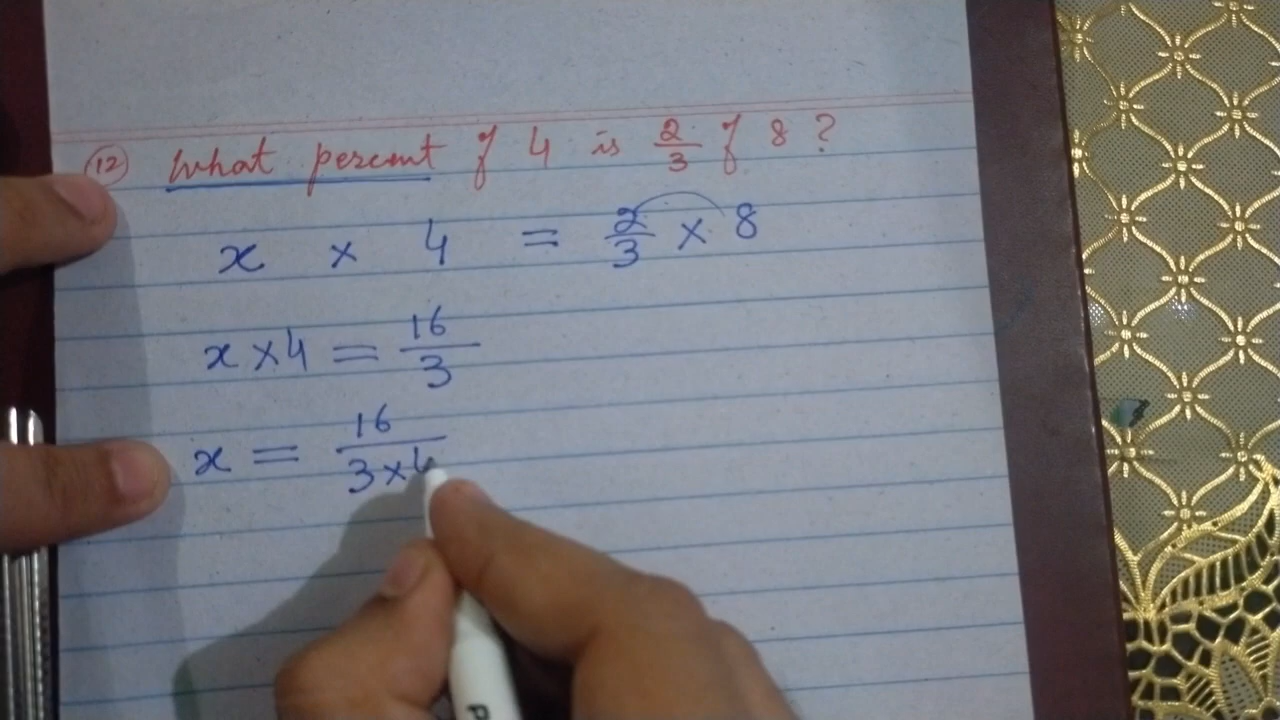 (12) What percent of 4 is 2/3 of 8 ?
x × 4 = 2/3 × 8
x × 4 = 16/3
x = 16/3×4
P